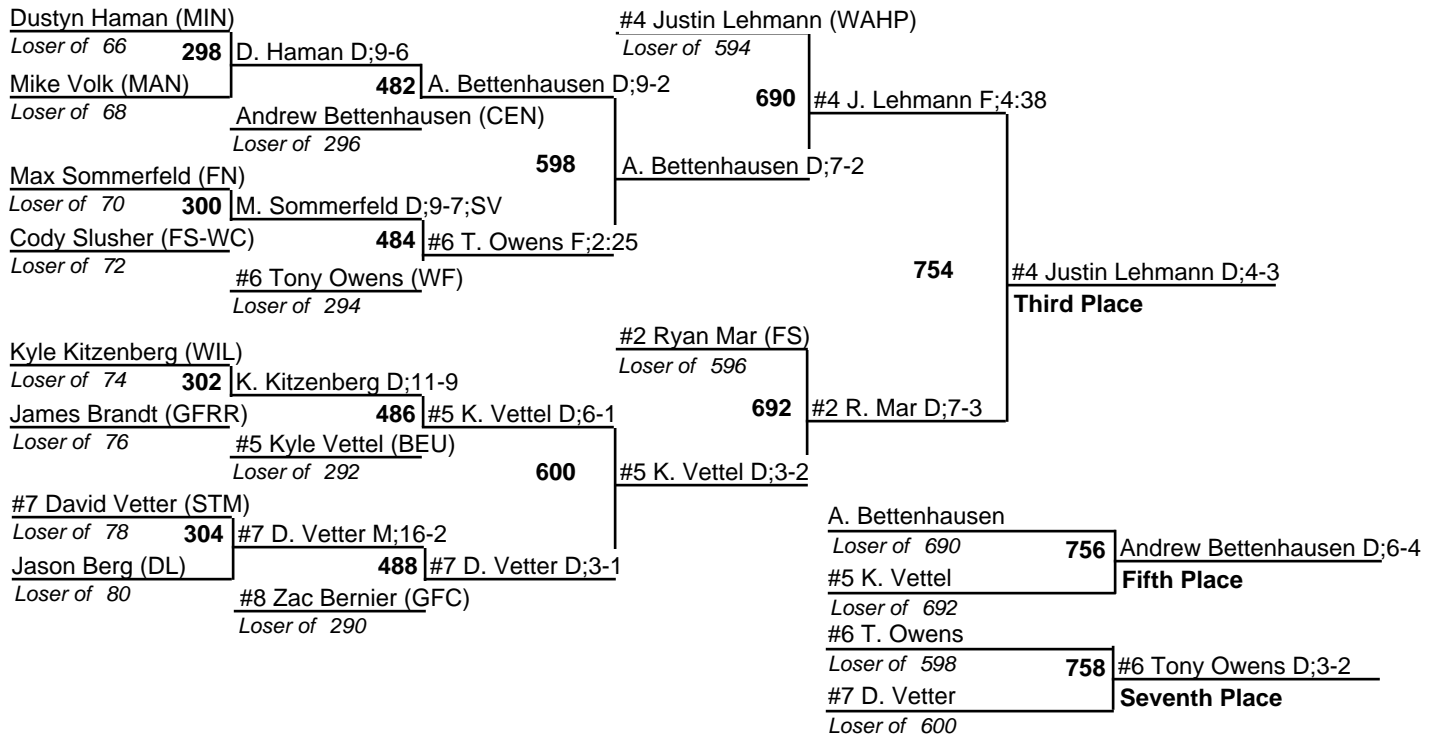 Dustyn Haman (MIN)
Loser of 66
298
D. Haman D;9-6
Mike Volk (MAN)
Loser of 68
482
A. Bettenhausen D;9-2
Andrew Bettenhausen (CEN)
Loser of 296
598
A. Bettenhausen D;7-2
Max Sommerfeld (FN)
Loser of 70
300
M. Sommerfeld D;9-7;SV
Cody Slusher (FS-WC)
Loser of 72
484
#6 T. Owens F;2:25
#6 Tony Owens (WF)
Loser of 294
#4 Justin Lehmann (WAHP)
Loser of 594
690
#4 J. Lehmann F;4:38
754
#4 Justin Lehmann D;4-3
Third Place
Kyle Kitzenberg (WIL)
Loser of 74
302
K. Kitzenberg D;11-9
James Brandt (GFRR)
Loser of 76
486
#5 K. Vettel D;6-1
#5 Kyle Vettel (BEU)
Loser of 292
600
#5 K. Vettel D;3-2
#2 Ryan Mar (FS)
Loser of 596
692
#2 R. Mar D;7-3
#7 David Vetter (STM)
Loser of 78
304
#7 D. Vetter M;16-2
Jason Berg (DL)
Loser of 80
488
#7 D. Vetter D;3-1
#8 Zac Bernier (GFC)
Loser of 290
A. Bettenhausen
Loser of 690
756
Andrew Bettenhausen D;6-4
#5 K. Vettel
Fifth Place
Loser of 692
#6 T. Owens
Loser of 598
758
#6 Tony Owens D;3-2
#7 D. Vetter
Seventh Place
Loser of 600